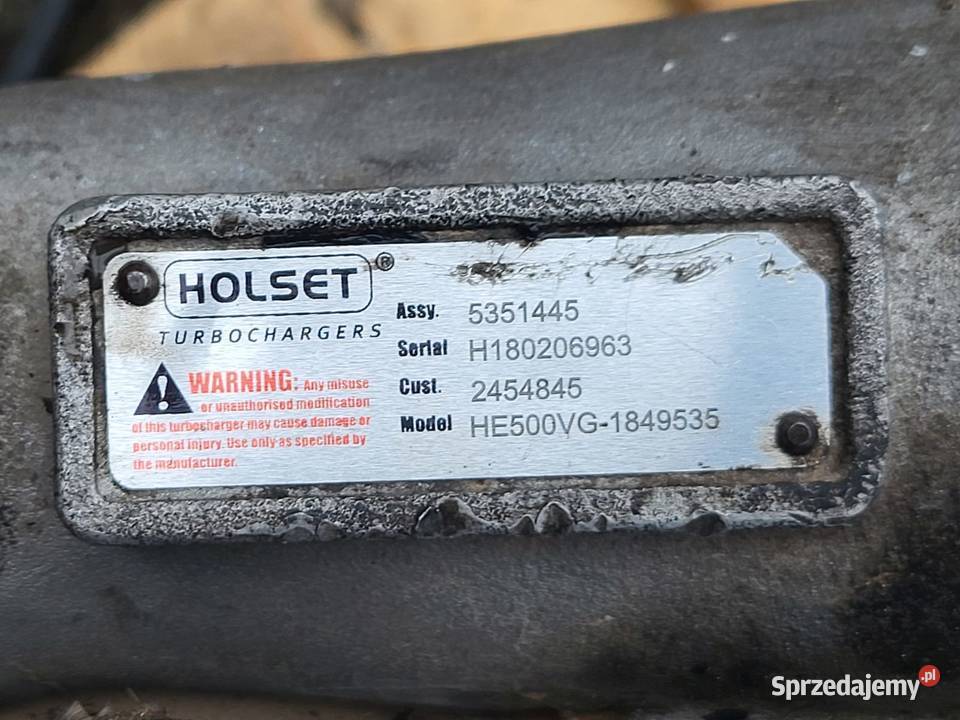 HOLSET®
TURBOCHARGERS
WARNING: Any misuse
or unauthorised modification
of this turbocharger may cause damage or
personal injury. Use only as specified by
the manufacturer.
Assy. 5351445
Serial H180206963
Cust. 2454845
Model HE500VG-1849535
Sprzedajemy.pl